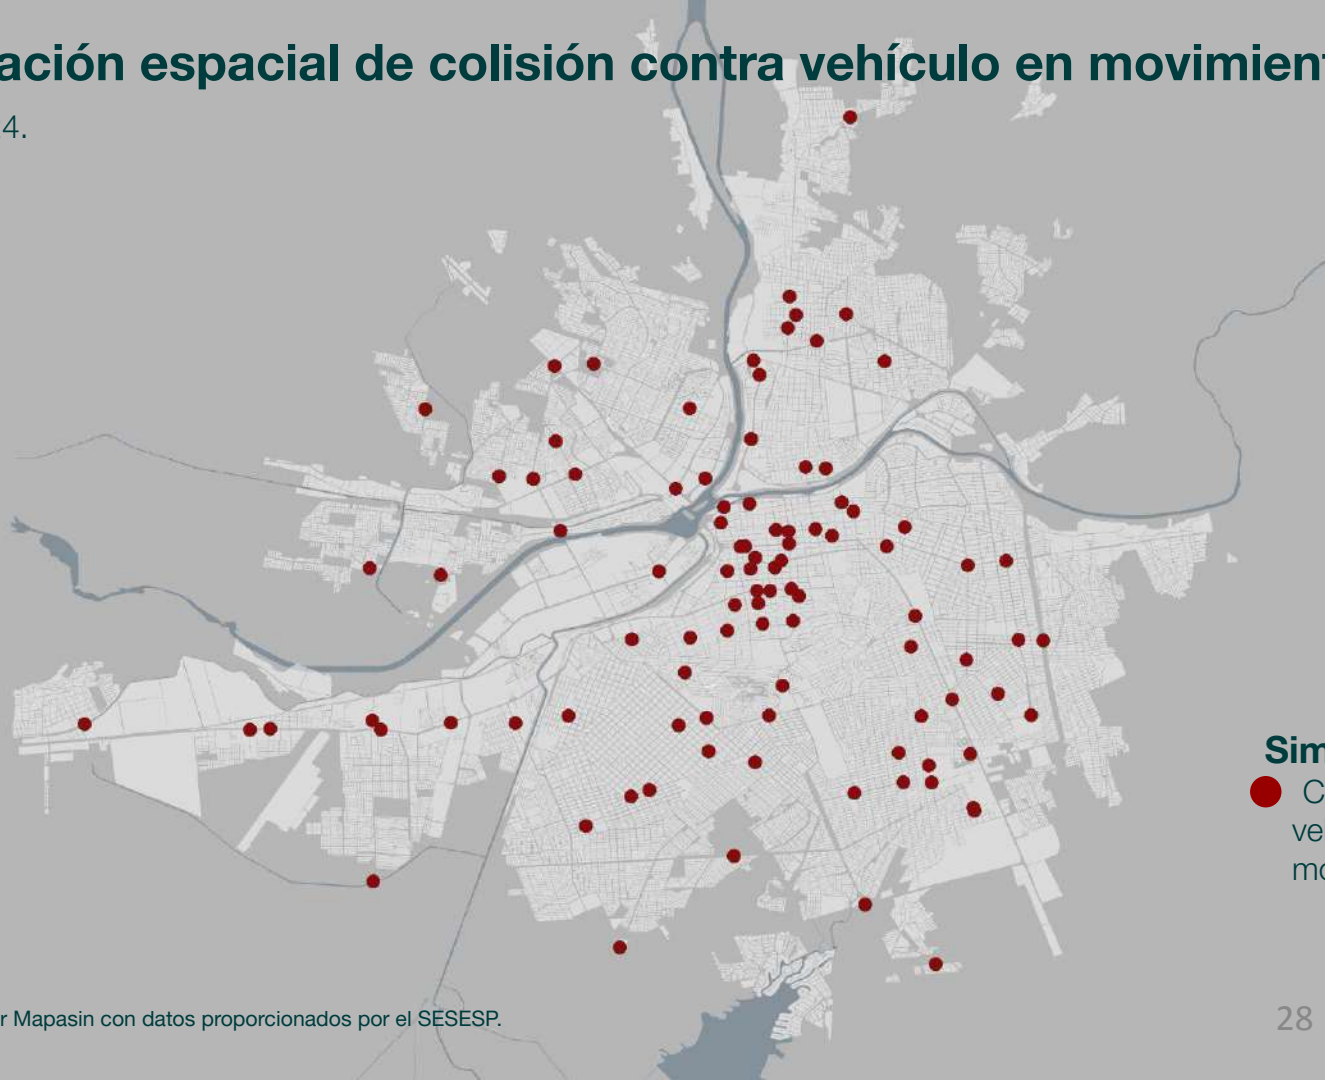 ación espacial de colisión contra vehículo en movimient
4.
Sim
C
ve
mo
r Mapasin con datos proporcionados por el SESESP.
28